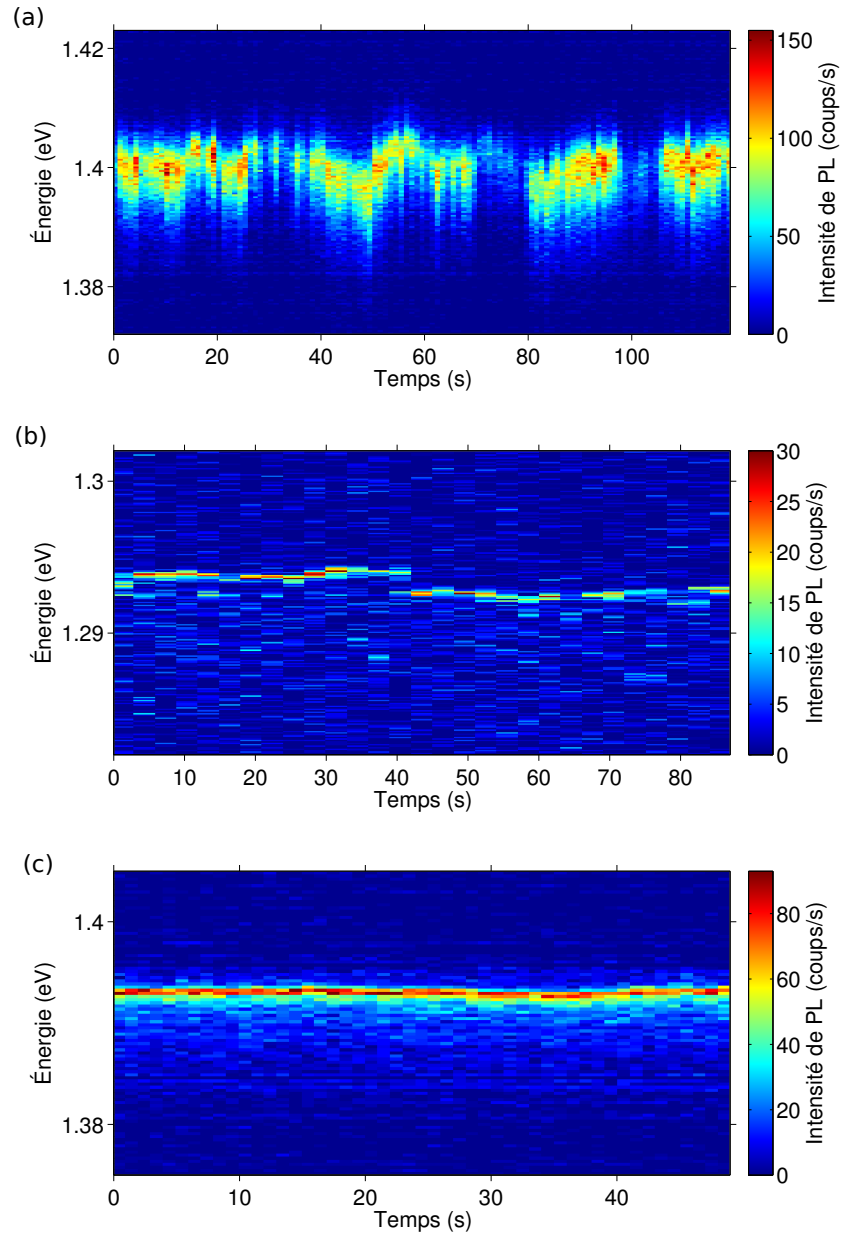 (a)
1.42
1.4
1.38
Énergie (eV)
0 20 40 60 80 100
Temps (s)
150
100
50
0
Intensité de PL (coups/s)
(b)
1.3
1.29
Énergie (eV)
0 10 20 30 40 50 60 70 80
Temps (s)
30
25
20
15
10
5
0
Intensité de PL (coups/s)
(c)
1.4
1.38
Énergie (eV)
0 10 20 30 40
Temps (s)
80
60
40
20
0
Intensité de PL (coups/s)